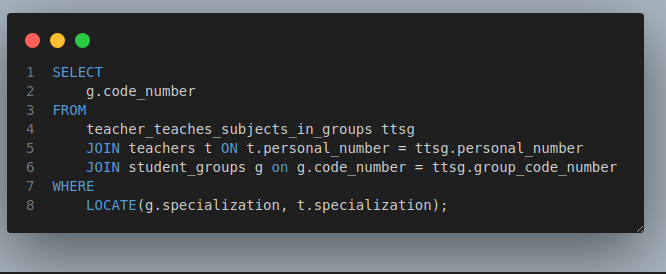 1 SELECT
2     g.code_number
3 FROM
4     teacher_teaches_subjects_in_groups ttsg
5     JOIN teachers t ON t.personal_number = ttsg.personal_number
6     JOIN student_groups g on g.code_number = ttsg.group_code_number
7 WHERE
8     LOCATE(g.specialization, t.specialization);